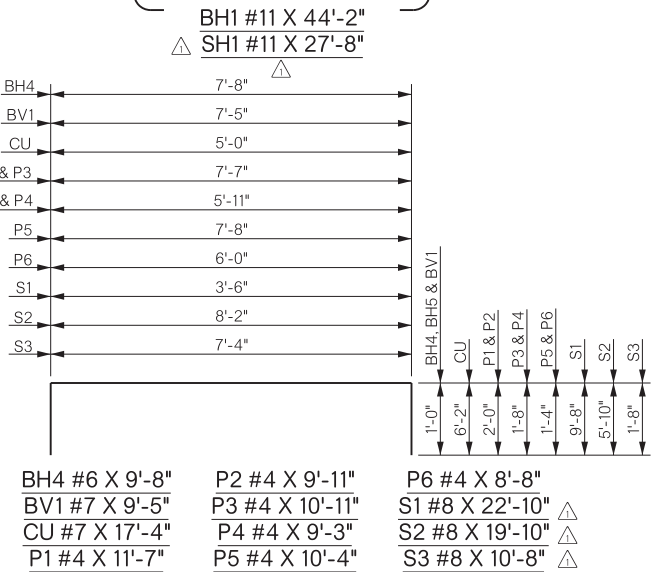 BH1 #11 X 44'-2"
1 SH1 #11 X 27'-8"
1
BH4 7'-8"
BV1 7'-5"
CU 5'-0"
& P3 7'-7"
& P4 5'-11"
P5 7'-8"
P6 6'-0"
S1 3'-6"
S2 8'-2"
S3 7'-4"
BH4, BH5 & BV1 CU P1 & P2 P3 & P4 P5 & P6 S1 S2 S3
1'-0" 6'-2" 2'-0" 1'-8" 1'-4" 9'-8" 5'-10" 1'-8"
BH4 #6 X 9'-8" P2 #4 X 9'-11" P6 #4 X 8'-8"
BV1 #7 X 9'-5" P3 #4 X 10'-11" S1 #8 X 22'-10" 1
CU #7 X 17'-4" P4 #4 X 9'-3" S2 #8 X 19'-10" 1
P1 #4 X 11'-7" P5 #4 X 10'-4" S3 #8 X 10'-8" 1